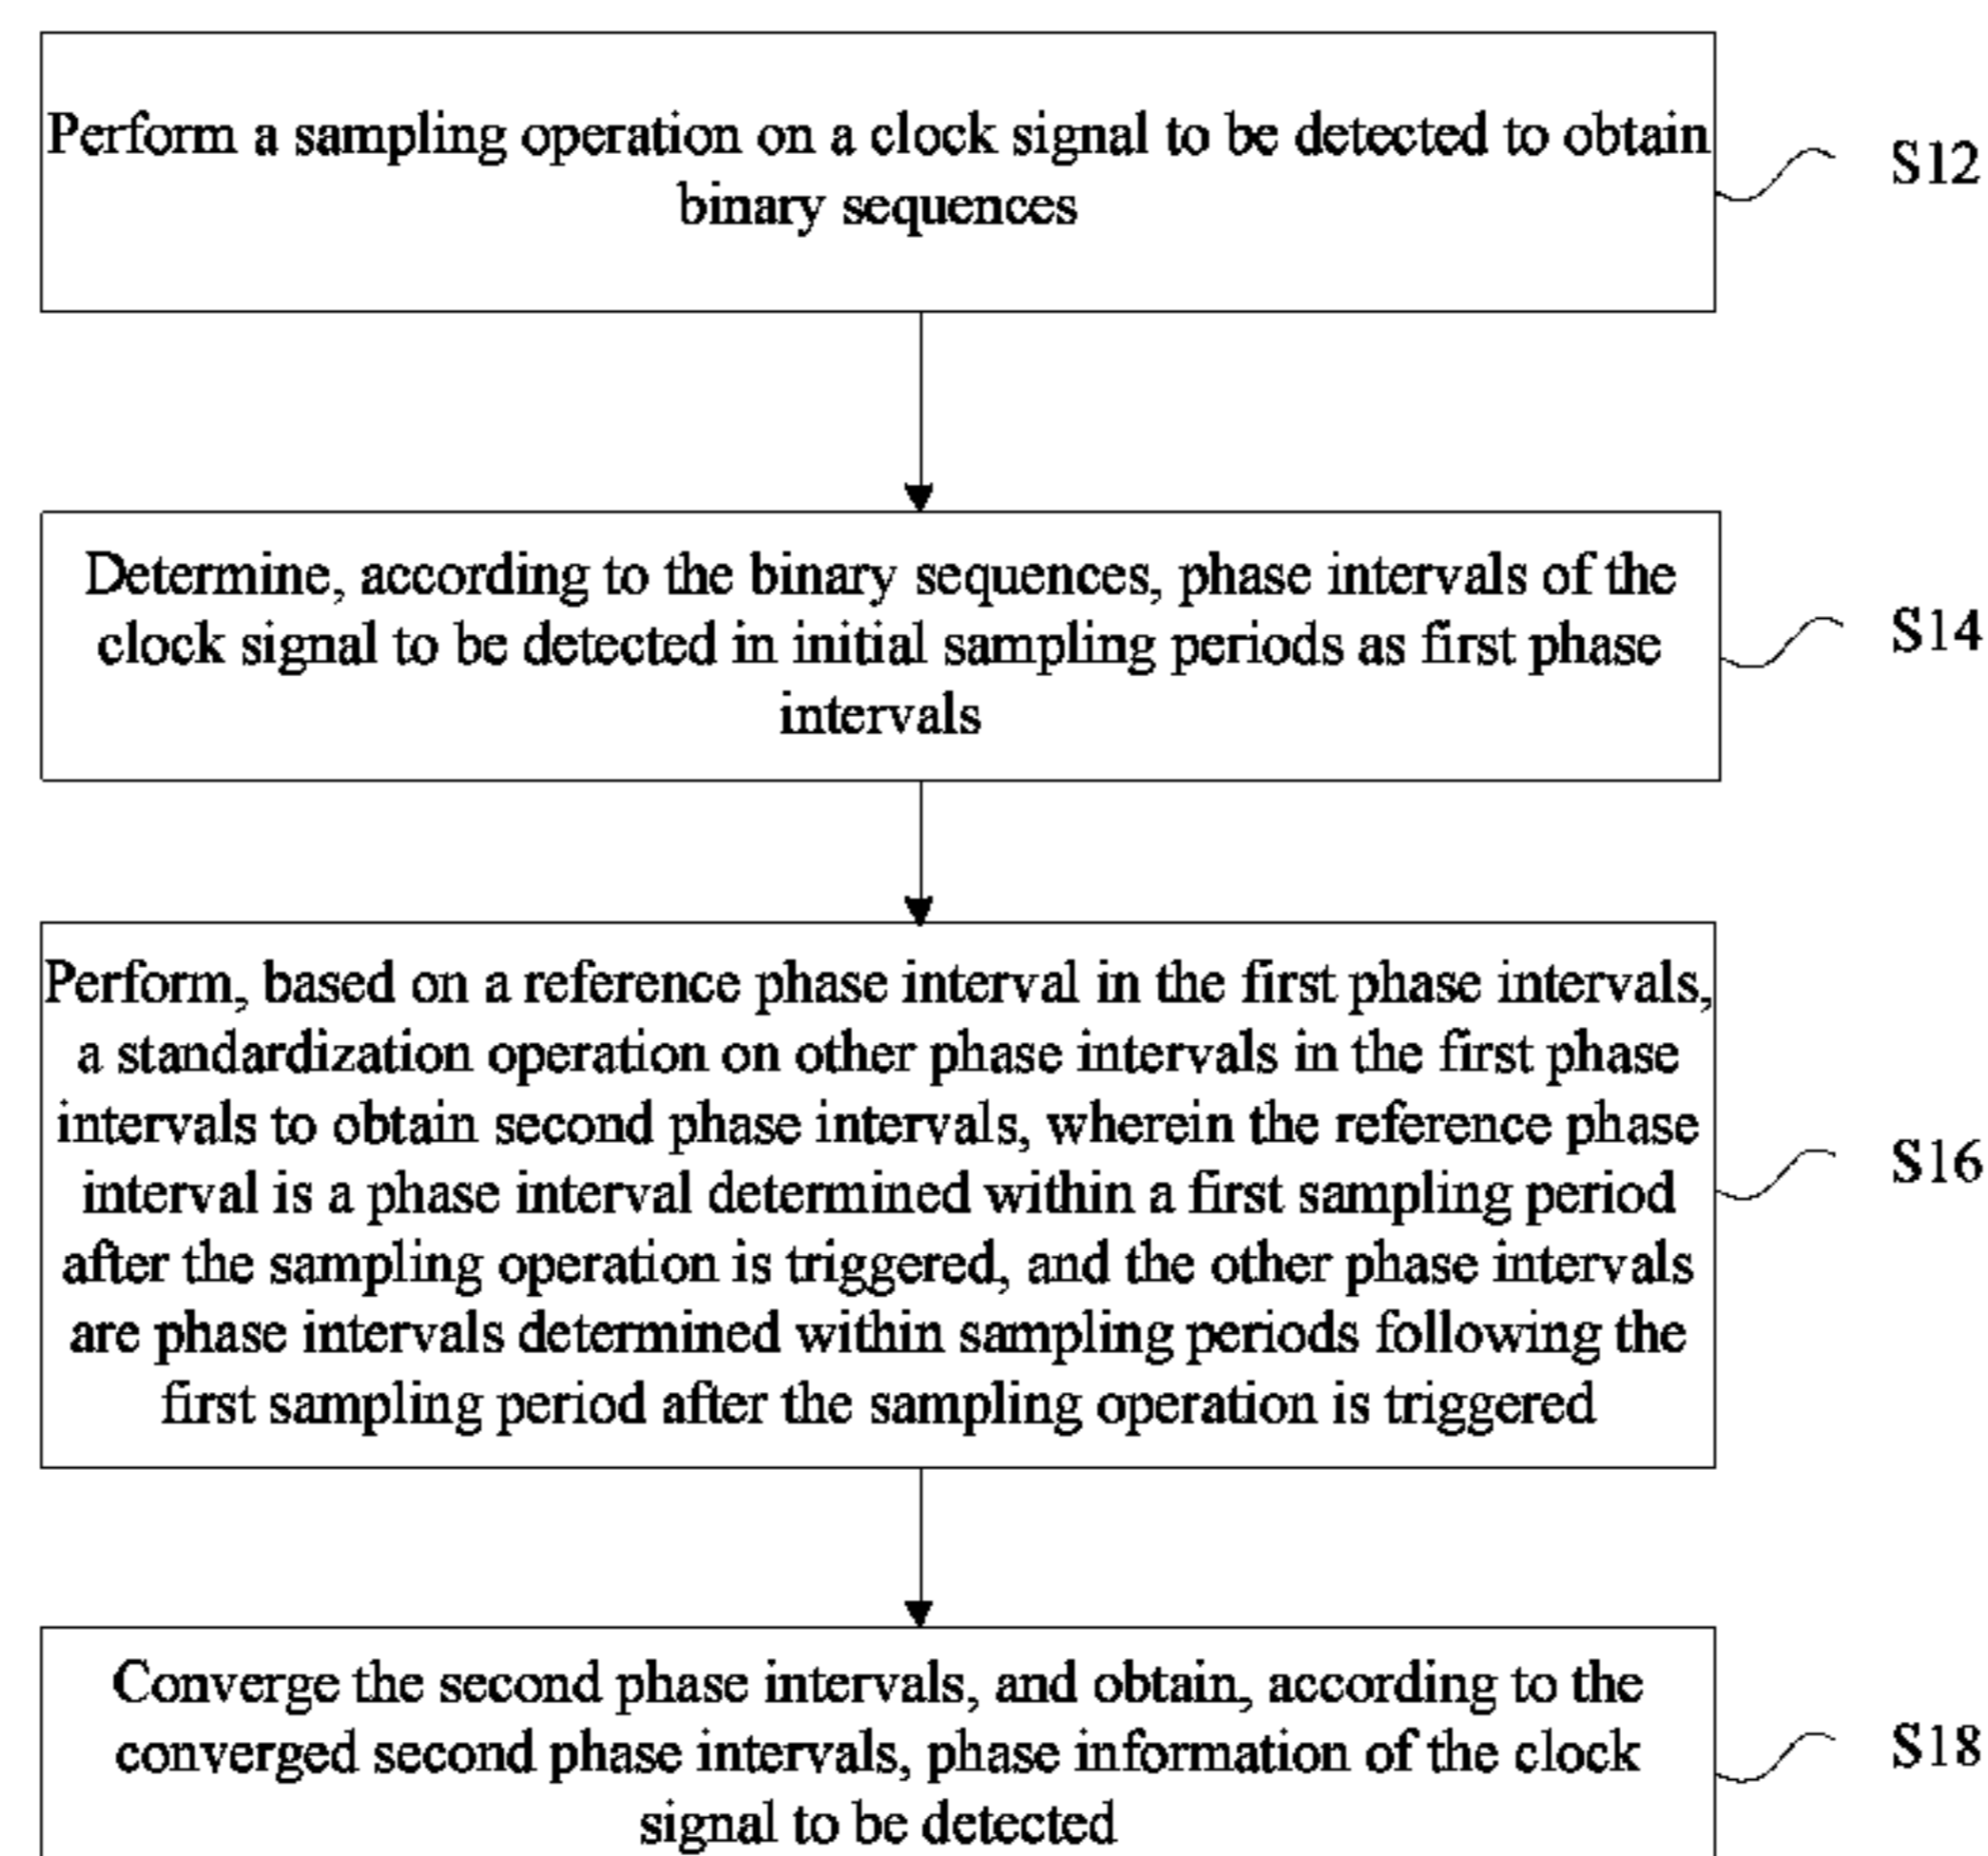 Perform a sampling operation on a clock signal to be detected to obtain
binary sequences
S12
Determine, according to the binary sequences, phase intervals of the
clock signal to be detected in initial sampling periods as first phase
intervals
S14
Perform, based on a reference phase interval in the first phase intervals,
a standardization operation on other phase intervals in the first phase
intervals to obtain second phase intervals, wherein the reference phase
interval is a phase interval determined within a first sampling period
after the sampling operation is triggered, and the other phase intervals
are phase intervals determined within sampling periods following the
first sampling period after the sampling operation is triggered
S16
Converge the second phase intervals, and obtain, according to the
converged second phase intervals, phase information of the clock
signal to be detected
S18